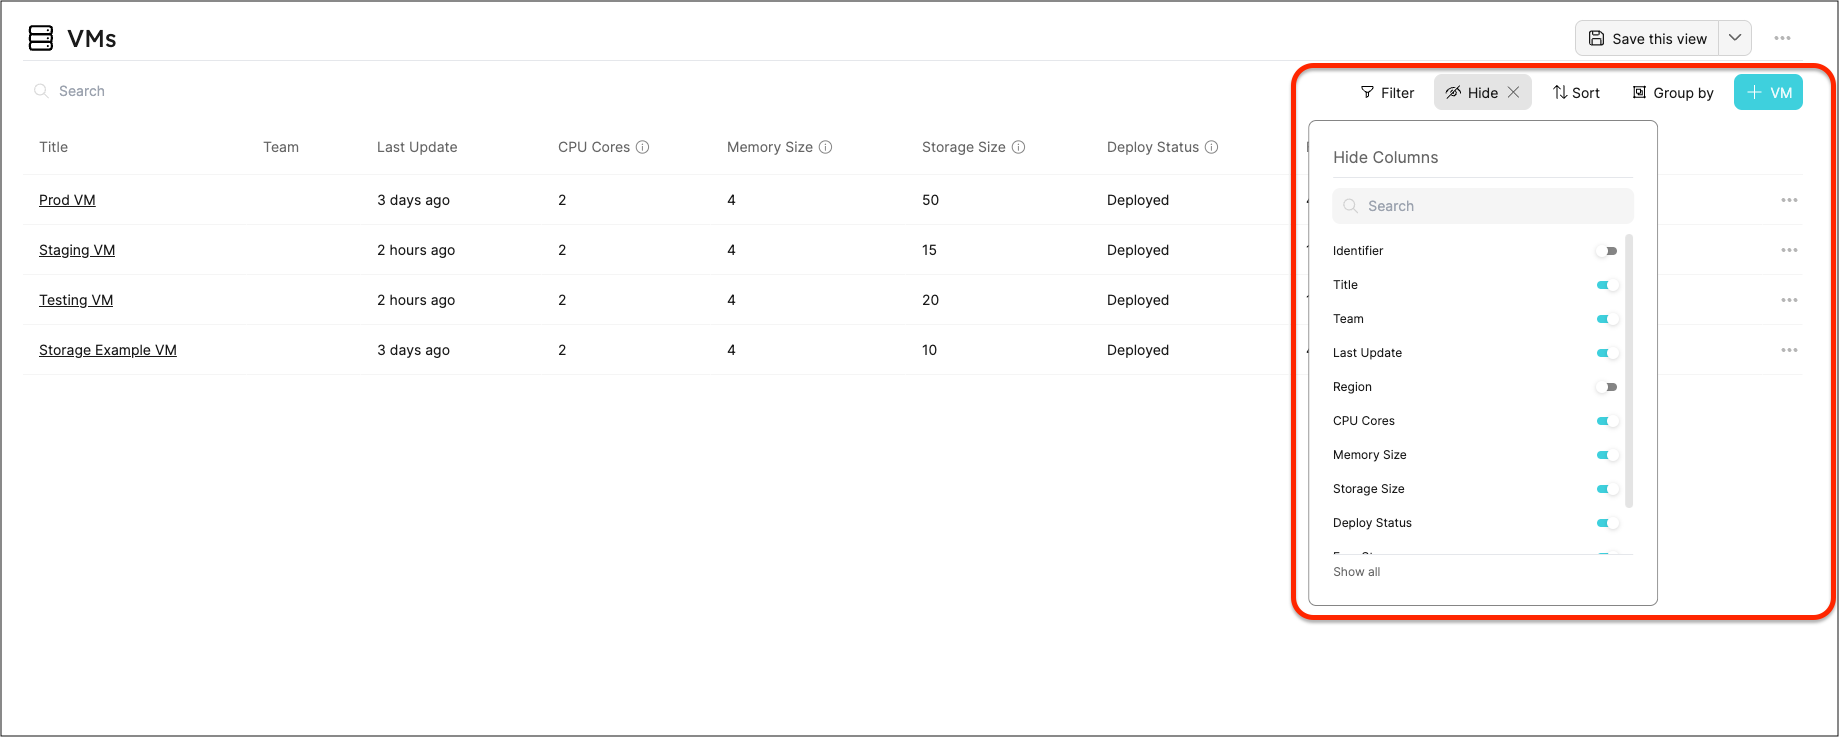 VMs
Save this view
Search
Filter Hide Sort Group by VM
Title Team Last Update CPU Cores Memory Size Storage Size Deploy Status
Prod VM 3 days ago 2 4 50 Deployed
Staging VM 2 hours ago 2 4 15 Deployed
Testing VM 2 hours ago 2 4 20 Deployed
Storage Example VM 3 days ago 2 4 10 Deployed
Hide Columns
Search
Identifier
Title
Team
Last Update
Region
CPU Cores
Memory Size
Storage Size
Deploy Status
Show all